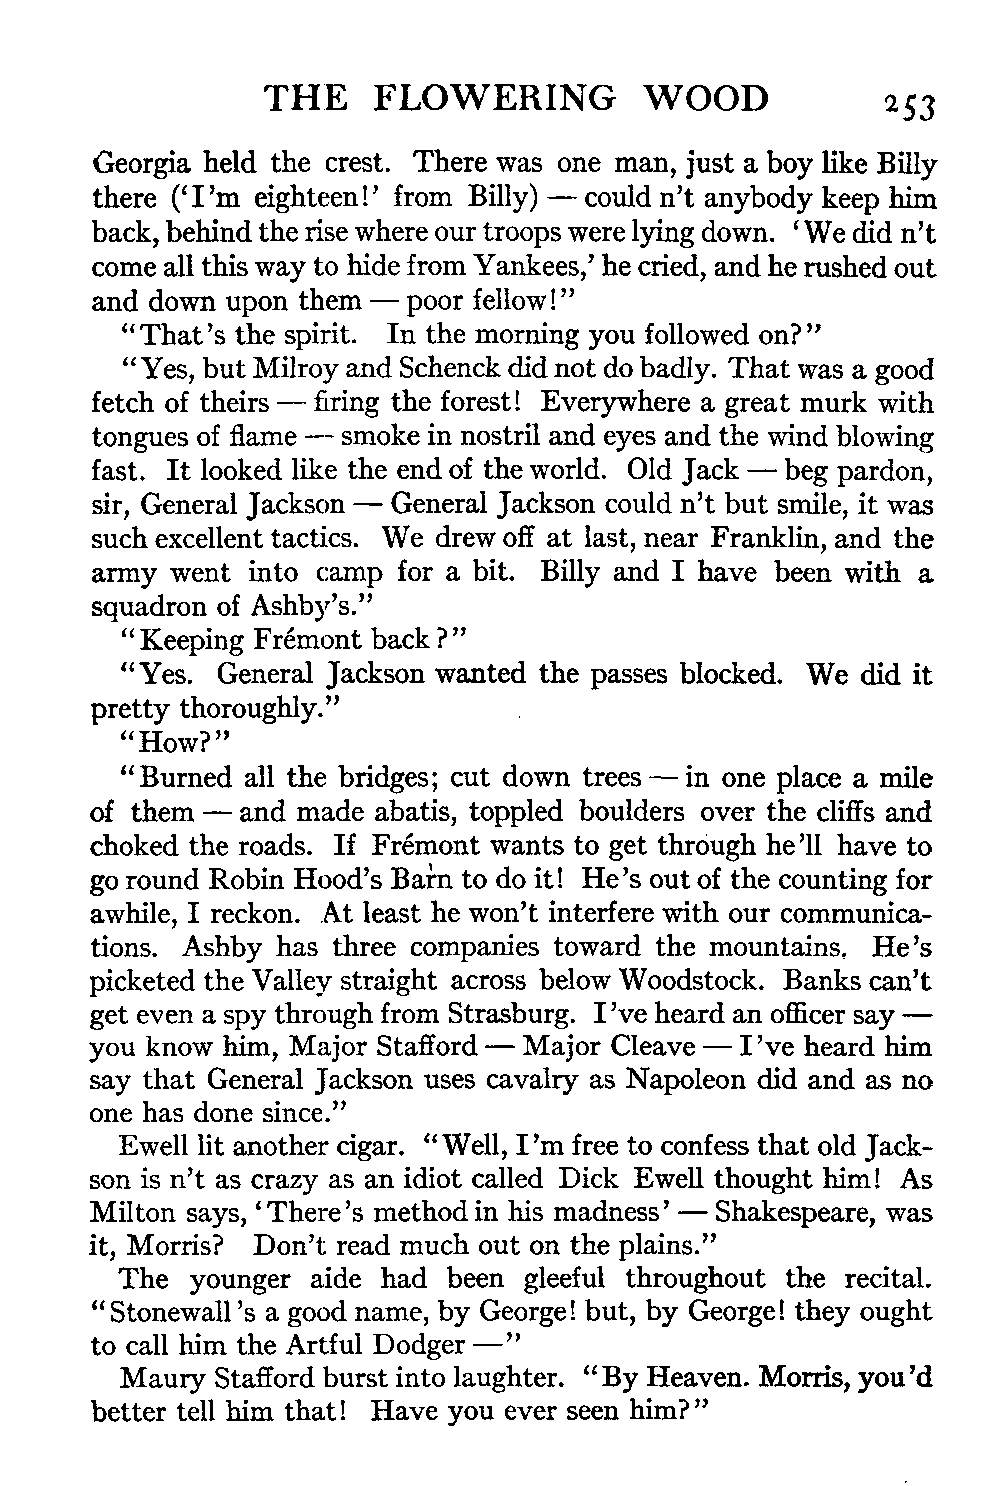 THE FLOWERING WOOD 253
Georgia held the crest. There was one man, just a boy like Billy
there ('I'm eighteen!' from Billy) — could n't anybody keep him
back, behind the rise where our troops were lying down. 'We did n't
come all this way to hide from Yankees,' he cried, and he rushed out
and down upon them — poor fellow!"
"That's the spirit. In the morning you followed on?"
"Yes, but Milroy and Schenck did not do badly. That was a good
fetch of theirs — firing the forest! Everywhere a great murk with
tongues of flame — smoke in nostril and eyes and the wind blowing
fast. It looked like the end of the world. Old Jack — beg pardon,
sir, General Jackson — General Jackson could n't but smile, it was
such excellent tactics. We drew off at last, near Franklin, and the
army went into camp for a bit. Billy and I have been with a
squadron of Ashby's."
"Keeping Frémont back?"
"Yes. General Jackson wanted the passes blocked. We did it
pretty thoroughly."
"How?"
"Burned all the bridges; cut down trees — in one place a mile
of them — and made abatis, toppled boulders over the cliffs and
choked the roads. If Frémont wants to get through he'll have to
go round Robin Hood's Barn to do it! He's out of the counting for
awhile, I reckon. At least he won't interfere with our communica-
tions. Ashby has three companies toward the mountains. He's
picketed the Valley straight across below Woodstock. Banks can't
get even a spy through from Strasburg. I've heard an officer say —
you know him, Major Stafford — Major Cleave — I've heard him
say that General Jackson uses cavalry as Napoleon did and as no
one has done since."
Ewell lit another cigar. "Well, I'm free to confess that old Jack-
son is n't as crazy as an idiot called Dick Ewell thought him! As
Milton says, 'There's method in his madness' — Shakespeare, was
it, Morris? Don't read much out on the plains."
The younger aide had been gleeful throughout the recital.
"Stonewall's a good name, by George! but, by George! they ought
to call him the Artful Dodger —"
Maury Stafford burst into laughter. "By Heaven. Morris, you'd
better tell him that! Have you ever seen him?"